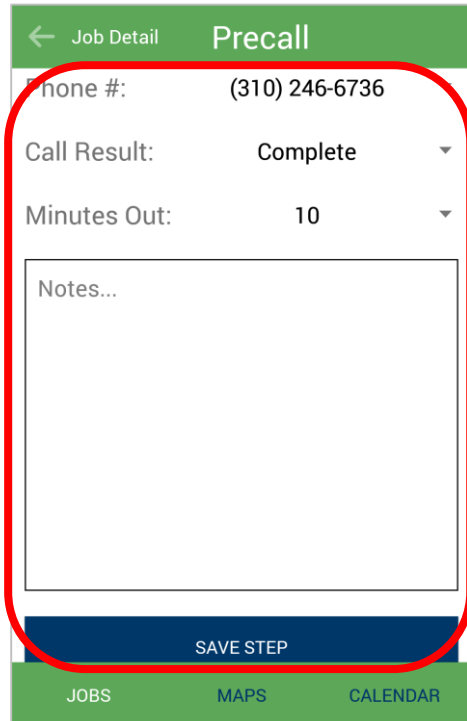 Job Detail Precall
Phone #: (310) 246-6736
Call Result: Complete
Minutes Out: 10
Notes...
SAVE STEP
JOBS MAPS CALENDAR